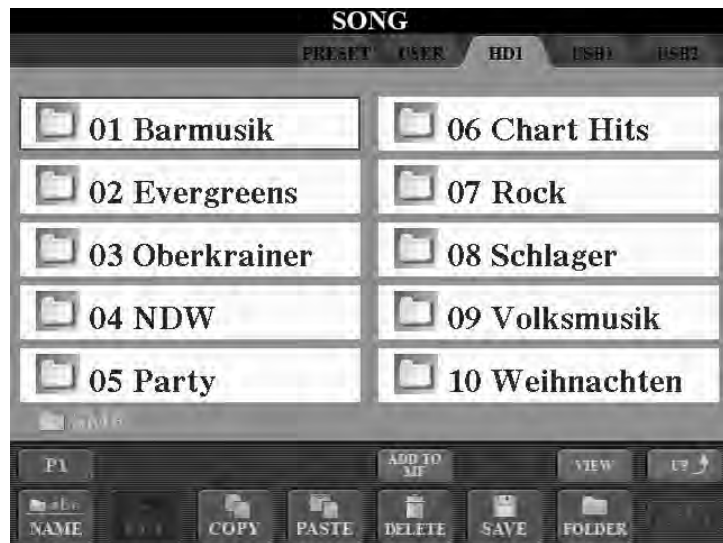 SONG
PRESET USER HD1 USB1 USB2
01 Barmusik
02 Evergreens
03 Oberkrainer
04 NDW
05 Party
06 Chart Hits
07 Rock
08 Schlager
09 Volksmusik
10 Weihnachten
P1
ADD TO
MF
VIEW
UP
NAME
COPY
PASTE
DELETE
SAVE
FOLDER